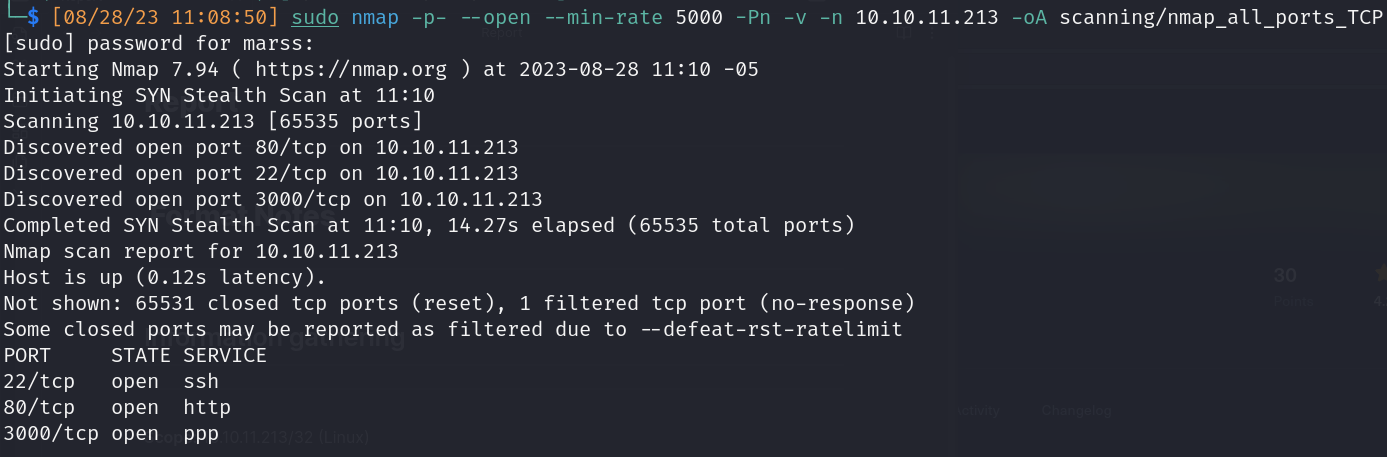 └─$ [08/28/23 11:08:50] sudo nmap -p- --open --min-rate 5000 -Pn -v -n 10.10.11.213 -oA scanning/nmap_all_ports_TCP
[sudo] password for marss:
Starting Nmap 7.94 ( https://nmap.org ) at 2023-08-28 11:10 -05
Initiating SYN Stealth Scan at 11:10
Scanning 10.10.11.213 [65535 ports]
Discovered open port 80/tcp on 10.10.11.213
Discovered open port 22/tcp on 10.10.11.213
Discovered open port 3000/tcp on 10.10.11.213
Completed SYN Stealth Scan at 11:10, 14.27s elapsed (65535 total ports)
Nmap scan report for 10.10.11.213
Host is up (0.12s latency).
Not shown: 65531 closed tcp ports (reset), 1 filtered tcp port (no-response)
Some closed ports may be reported as filtered due to --defeat-rst-ratelimit
PORT     STATE SERVICE
22/tcp   open  ssh
80/tcp   open  http
3000/tcp open  ppp
Report
30
Points
Information gathering
Changelog